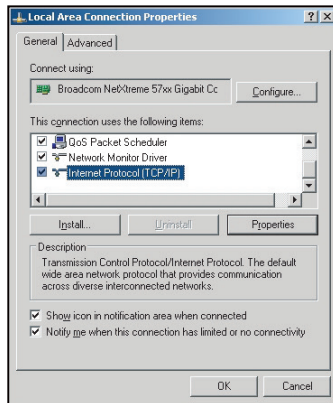 Local Area Connection Properties
General Advanced
Connect using:
Broadcom NetXtreme 57xx Gigabit Cc
Configure...
This connection uses the following items:
QoS Packet Scheduler
Network Monitor Driver
Internet Protocol (TCP/IP)
Install... Uninstall Properties
Description
Transmission Control Protocol/Internet Protocol. The default
wide area network protocol that provides communication
across diverse interconnected networks.
Show icon in notification area when connected
Notify me when this connection has limited or no connectivity
OK Cancel